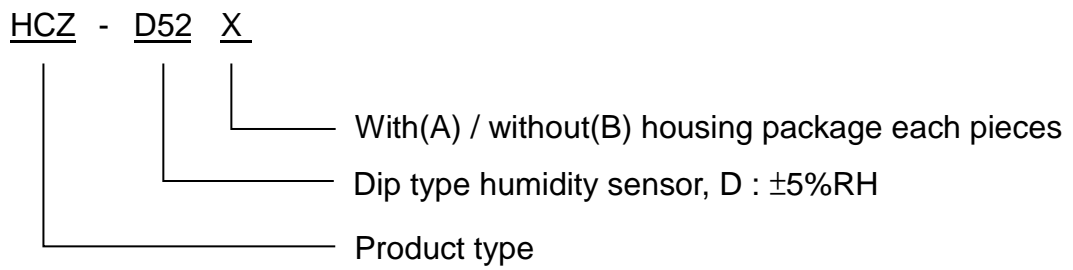 HCZ - D52 X
With(A) / without(B) housing package each pieces
Dip type humidity sensor, D : ±5%RH
Product type